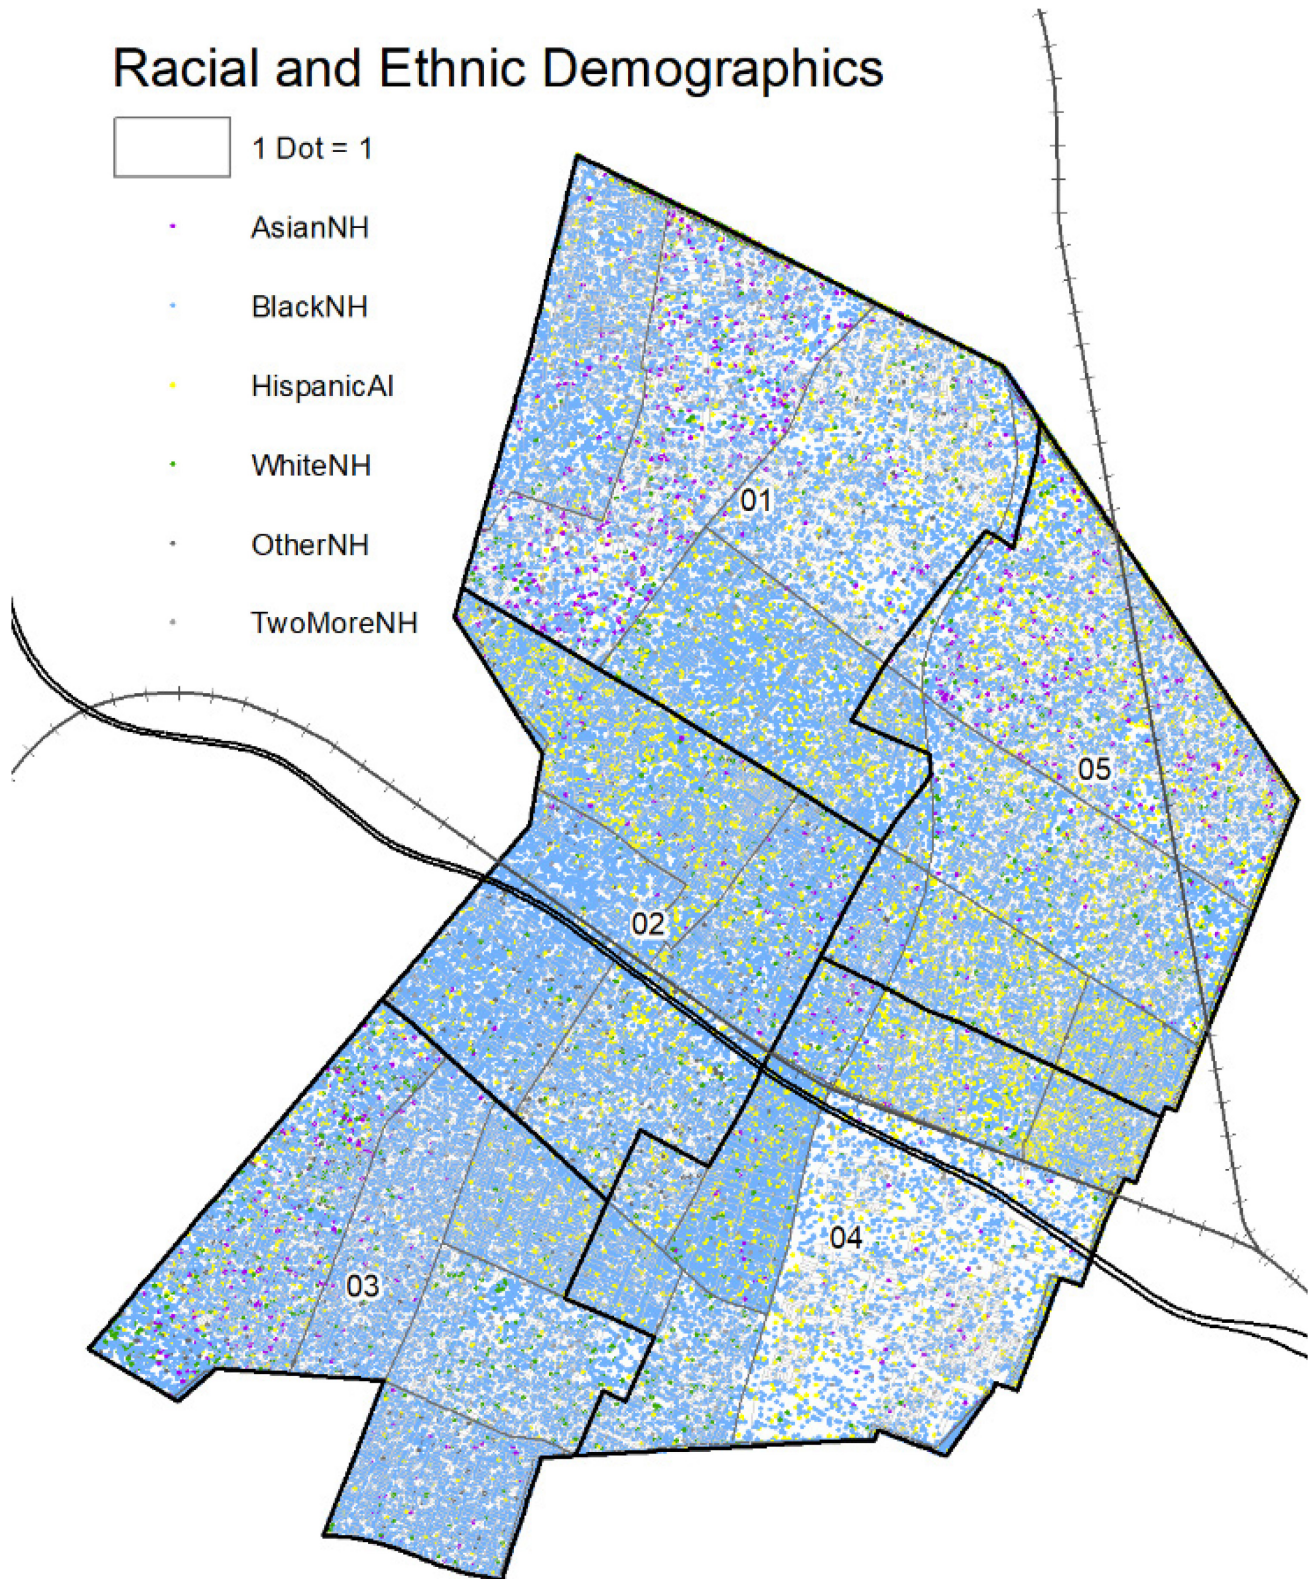 Racial and Ethnic Demographics
1 Dot = 1
AsianNH
BlackNH
HispanicAl
WhiteNH
OtherNH
TwoMoreNH
01
05
02
04
03